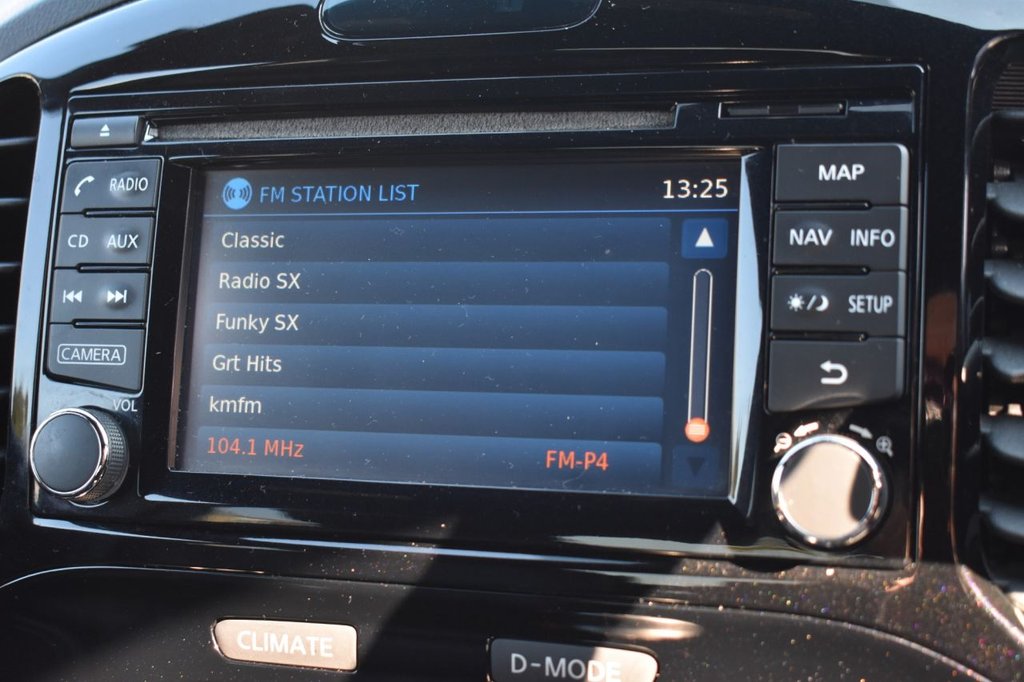 RADIO
CD AUX
CAMERA
VOL
FM STATION LIST 13:25
Classic
Radio SX
Funky SX
Grt Hits
kmfm
104.1 MHz FM-P4
MAP
NAV INFO
SETUP
CLIMATE
D-MODE